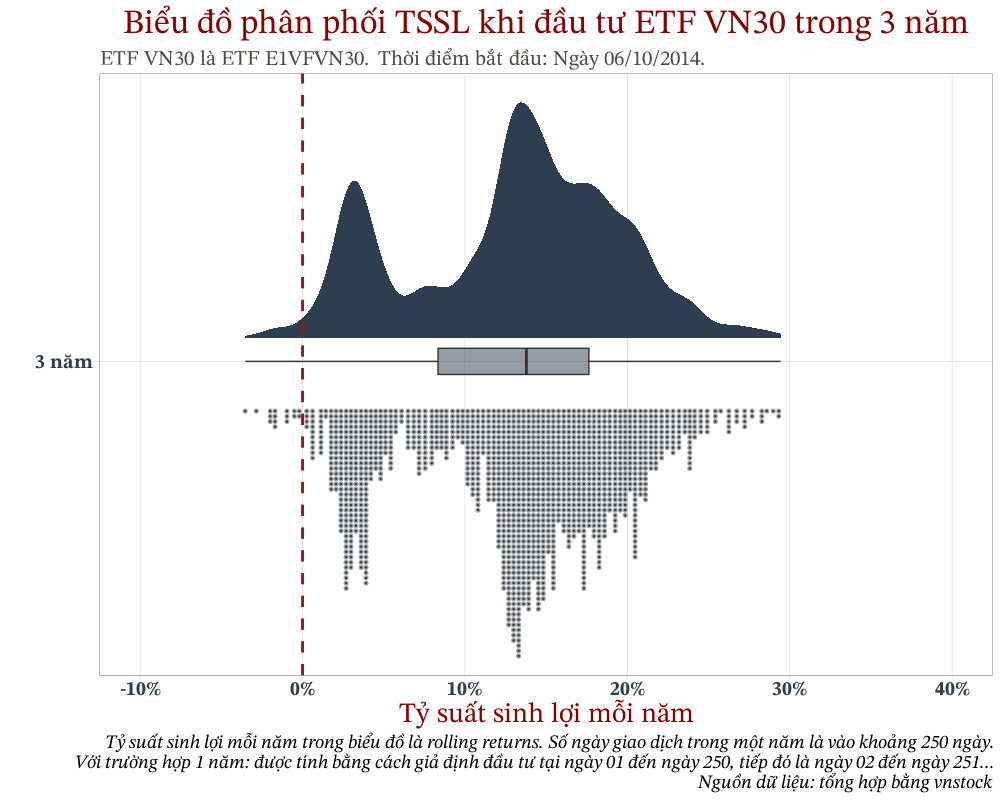 Biểu đồ phân phối TSSL khi đầu tư ETF VN30 trong 3 năm
ETF VN30 là ETF E1VFVN30. Thời điểm bắt đầu: Ngày 06/10/2014.
3 năm
-10% 0% 10% 20% 30% 40%
Tỷ suất sinh lợi mỗi năm
Tỷ suất sinh lợi mỗi năm trong biểu đồ là rolling returns. Số ngày giao dịch trong một năm là vào khoảng 250 ngày.
Với trường hợp 1 năm: được tính bằng cách giả định đầu tư tại ngày 01 đến ngày 250, tiếp đó là ngày 02 đến ngày 251...
Nguồn dữ liệu: tổng hợp bằng vnstock